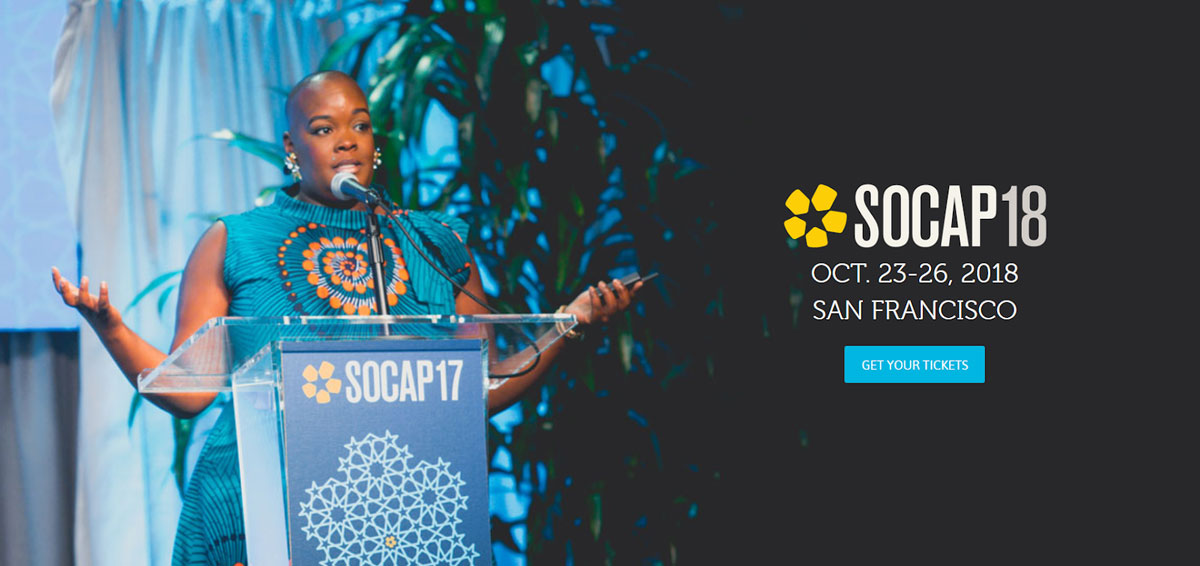 SOCAP18
OCT. 23-26, 2018
SAN FRANCISCO
GET YOUR TICKETS
SOCAP17